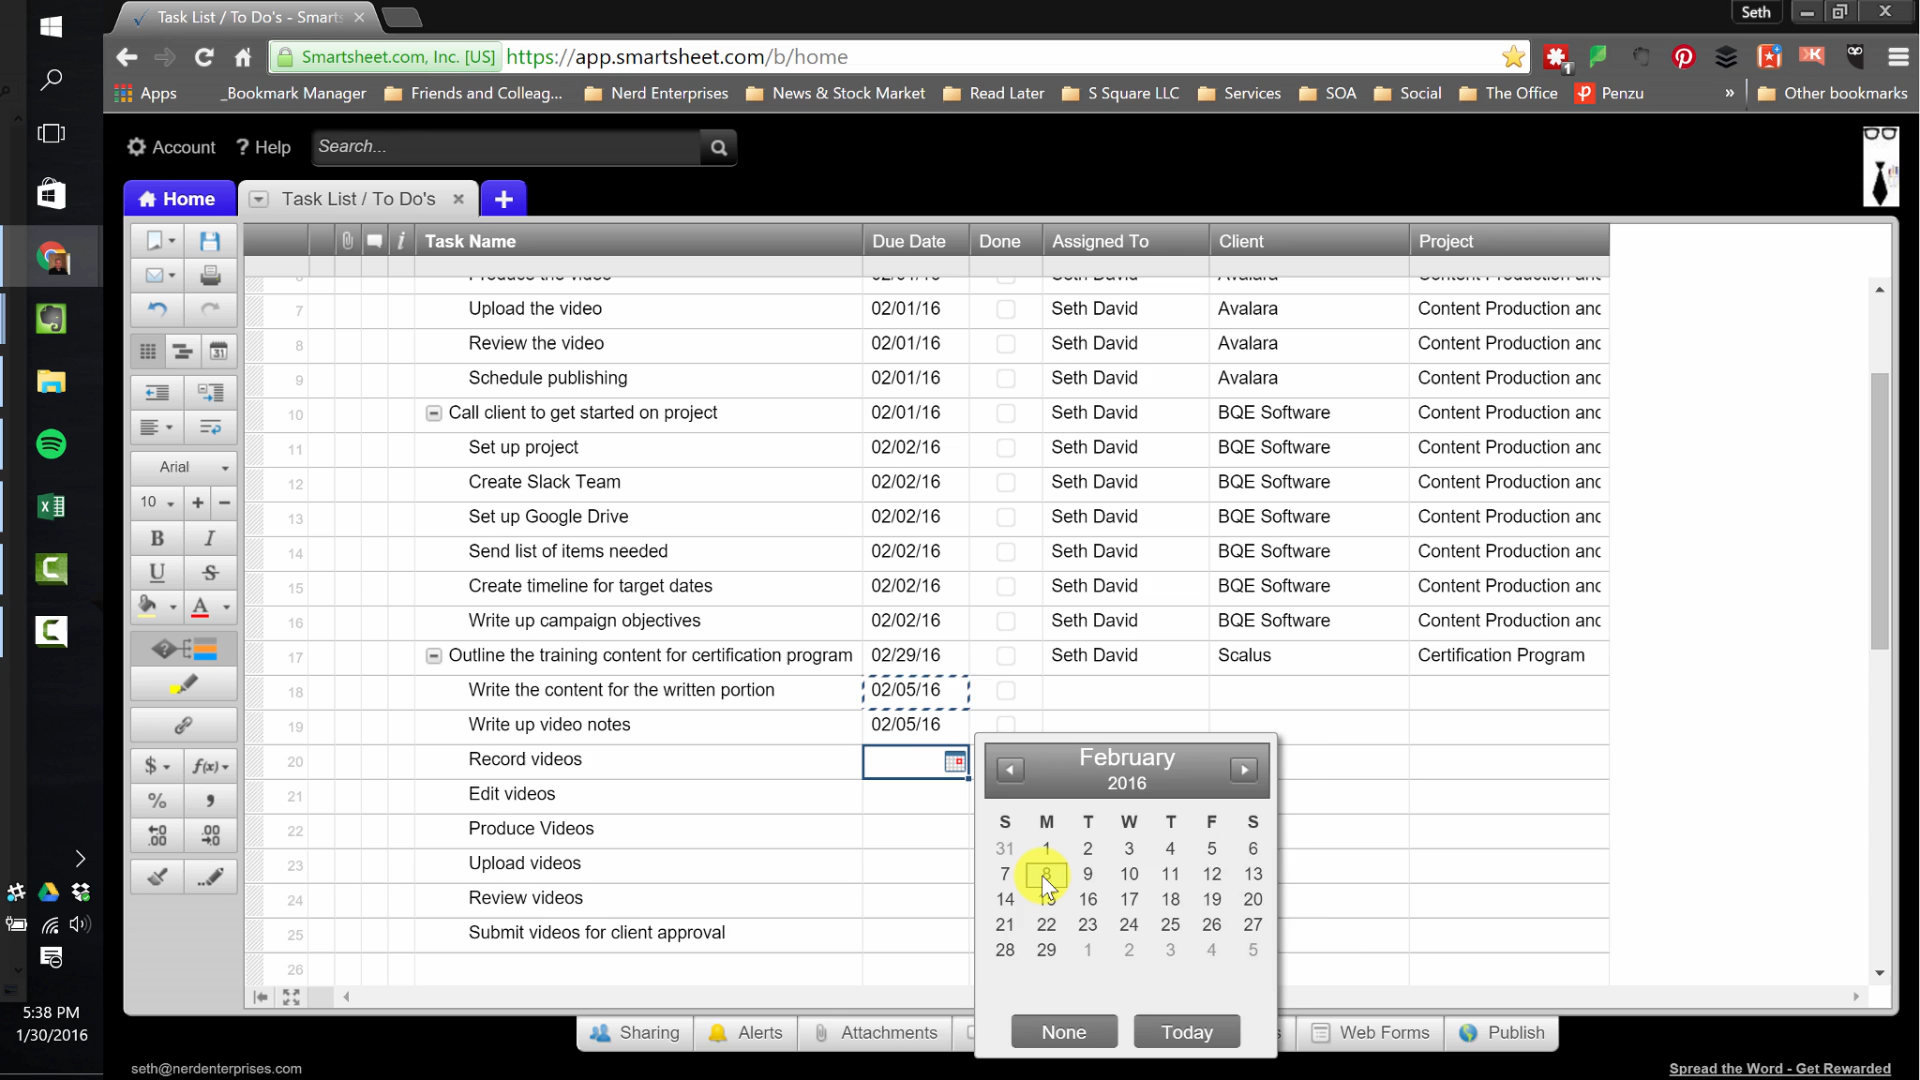 Task List / To Do's - Smarts
Seth
Smartsheet.com, Inc. [US]
https://app.smartsheet.com/b/home
1
Apps
_Bookmark Manager
Friends and Colleag...
Nerd Enterprises
News & Stock Market
Read Later
S Square LLC
Services
SOA
Social
The Office
Penzu
»
Other bookmarks
Account
? Help
Search...
Home
Task List / To Do's
Task Name Due Date Done Assigned To Client Project
7 Upload the video 02/01/16 Seth David Avalara Content Production and
8 Review the video 02/01/16 Seth David Avalara Content Production and
9 Schedule publishing 02/01/16 Seth David Avalara Content Production and
10 Call client to get started on project 02/01/16 Seth David BQE Software Content Production and
11 Set up project 02/02/16 Seth David BQE Software Content Production and
12 Create Slack Team 02/02/16 Seth David BQE Software Content Production and
13 Set up Google Drive 02/02/16 Seth David BQE Software Content Production and
14 Send list of items needed 02/02/16 Seth David BQE Software Content Production and
15 Create timeline for target dates 02/02/16 Seth David BQE Software Content Production and
16 Write up campaign objectives 02/02/16 Seth David BQE Software Content Production and
17 Outline the training content for certification program 02/29/16 Seth David Scalus Certification Program
18 Write the content for the written portion 02/05/16
19 Write up video notes 02/05/16
20 Record videos
21 Edit videos
22 Produce Videos
23 Upload videos
24 Review videos
25 Submit videos for client approval
26
Arial
10 + −
B I
U S
A
$ f(x)
% ,
.00
.00
31
February
2016
S M T W T F S
31 1 2 3 4 5 6
7 8 9 10 11 12 13
14 15 16 17 18 19 20
21 22 23 24 25 26 27
28 29 1 2 3 4 5
None Today
Sharing
Alerts
Attachments
Web Forms
Publish
5:38 PM
1/30/2016
seth@nerdenterprises.com
Spread the Word - Get Rewarded